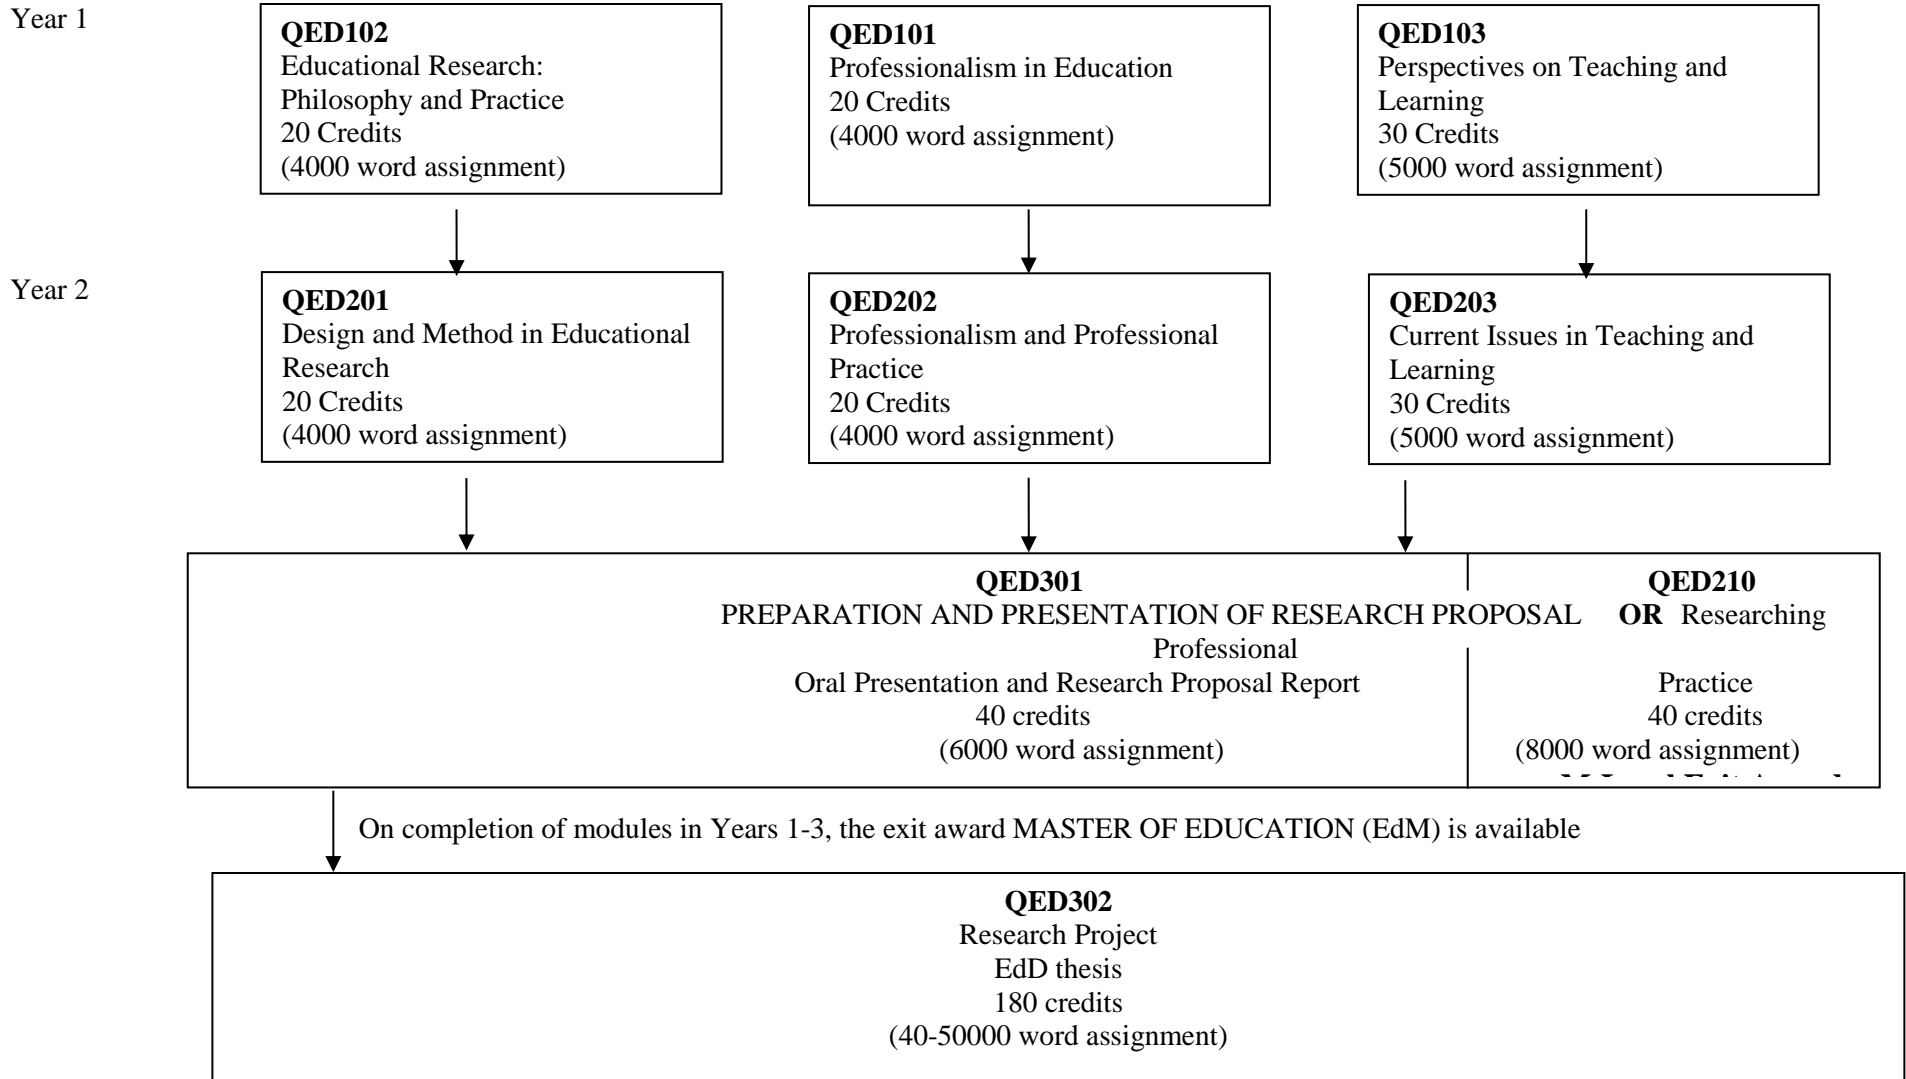 Year 1
QED102
Educational Research:
Philosophy and Practice
20 Credits
(4000 word assignment)
QED101
Professionalism in Education
20 Credits
(4000 word assignment)
QED103
Perspectives on Teaching and
Learning
30 Credits
(5000 word assignment)
Year 2
QED201
Design and Method in Educational
Research
20 Credits
(4000 word assignment)
QED202
Professionalism and Professional
Practice
20 Credits
(4000 word assignment)
QED203
Current Issues in Teaching and
Learning
30 Credits
(5000 word assignment)
QED301 QED210
PREPARATION AND PRESENTATION OF RESEARCH PROPOSAL OR Researching
Professional
Oral Presentation and Research Proposal Report Practice
40 credits 40 credits
(6000 word assignment) (8000 word assignment)
On completion of modules in Years 1-3, the exit award MASTER OF EDUCATION (EdM) is available
QED302
Research Project
EdD thesis
180 credits
(40-50000 word assignment)